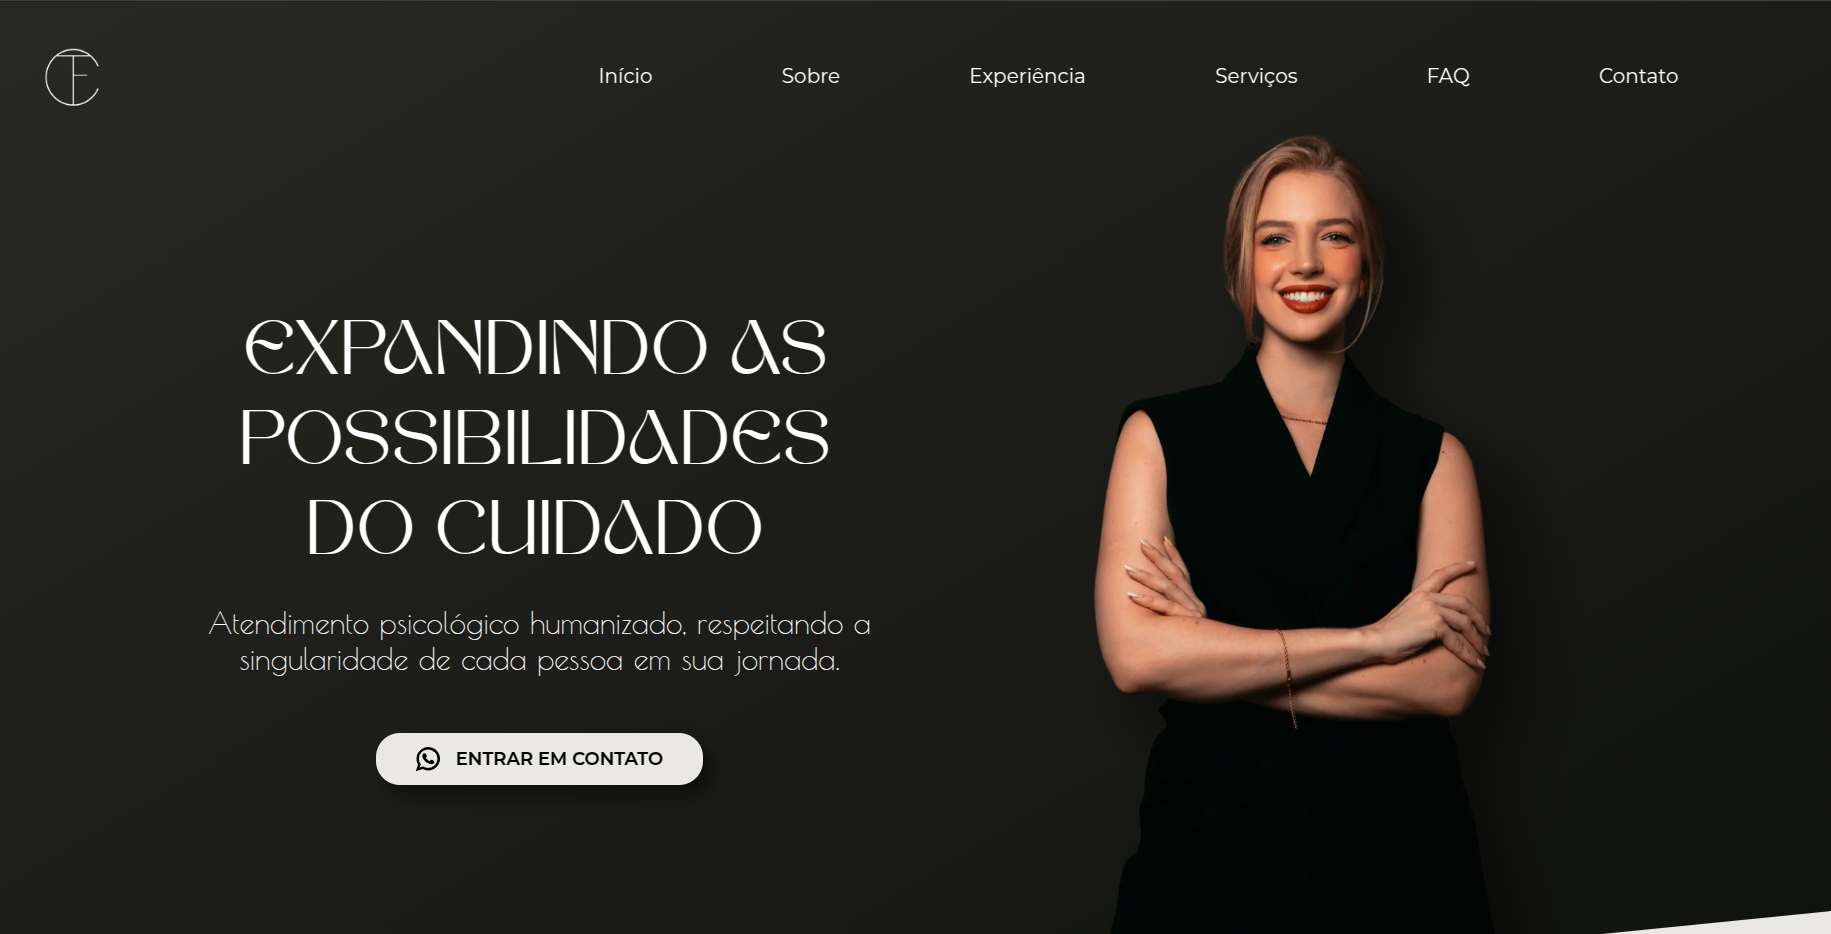 Início Sobre Experiência Serviços FAQ Contato
EXPANDINDO AS
POSSIBILIDADES
DO CUIDADO
Atendimento psicológico humanizado, respeitando a
singularidade de cada pessoa em sua jornada.
ENTRAR EM CONTATO